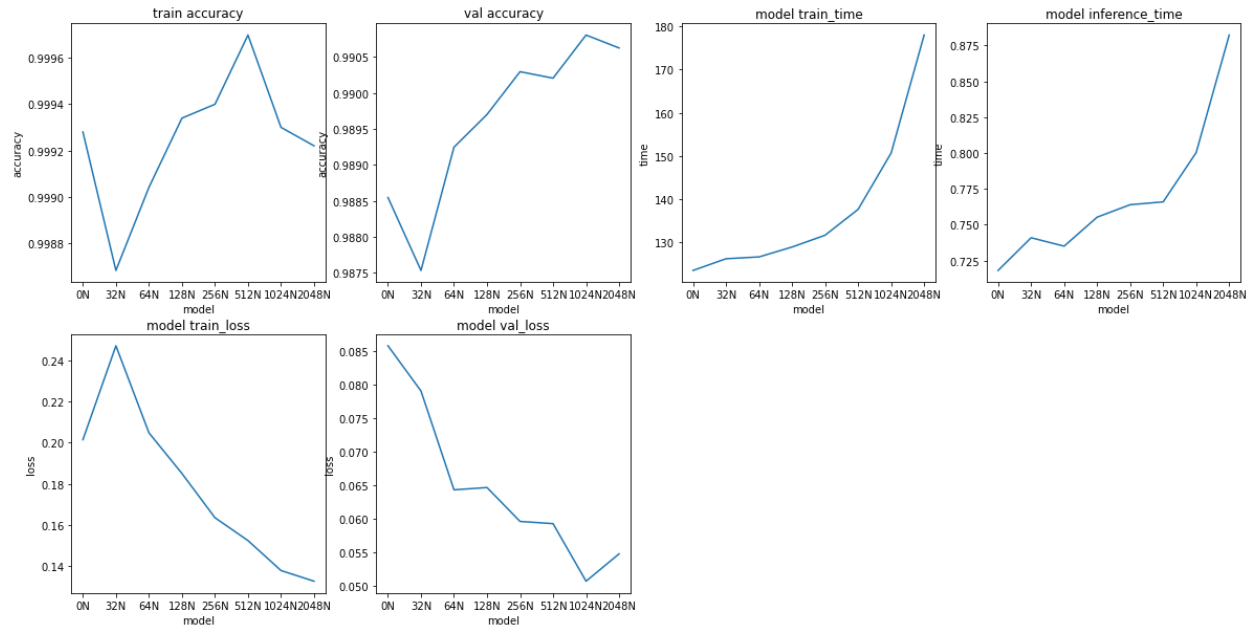 train accuracy
accuracy
0.9996
0.9994
0.9992
0.9990
0.9988
0N 32N 64N 128N 256N 512N 1024N 2048N
model
val accuracy
accuracy
0.9905
0.9900
0.9895
0.9890
0.9885
0.9880
0.9875
0N 32N 64N 128N 256N 512N 1024N 2048N
model
model train_time
time
180
170
160
150
140
130
0N 32N 64N 128N 256N 512N 1024N 2048N
model
model inference_time
time
0.875
0.850
0.825
0.800
0.775
0.750
0.725
0N 32N 64N 128N 256N 512N 1024N 2048N
model
model train_loss
loss
0.24
0.22
0.20
0.18
0.16
0.14
0N 32N 64N 128N 256N 512N 1024N 2048N
model
model val_loss
loss
0.085
0.080
0.075
0.070
0.065
0.060
0.055
0.050
0N 32N 64N 128N 256N 512N 1024N 2048N
model